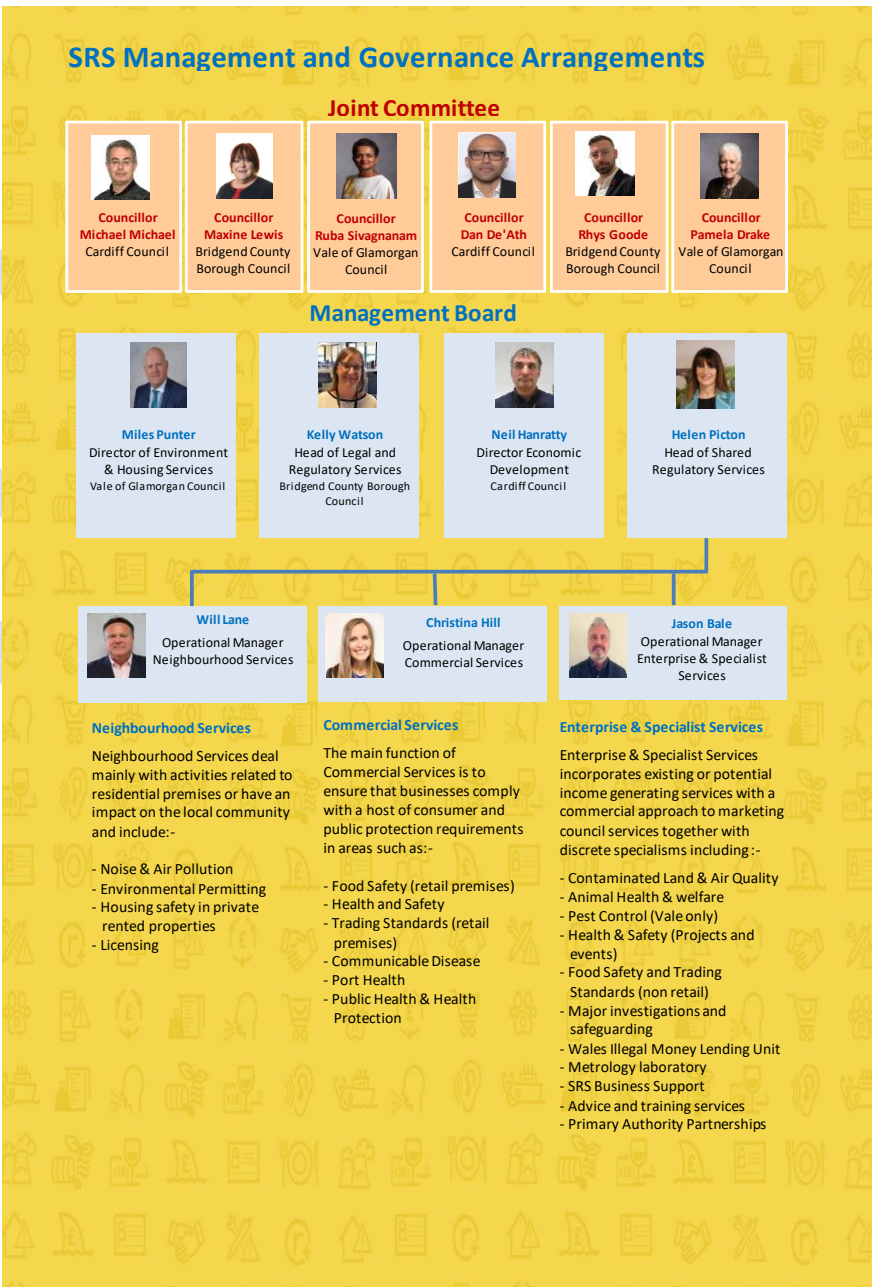 SRS Management and Governance Arrangements
Joint Committee
Councillor
Michael Michael
Cardiff Council
Councillor
Maxine Lewis
Bridgend County
Borough Council
Councillor
Ruba Sivagnanam
Vale of Glamorgan
Council
Councillor
Dan De'Ath
Cardiff Council
Councillor
Rhys Goode
Bridgend County
Borough Council
Councillor
Pamela Drake
Vale of Glamorgan
Council
Management Board
Miles Punter
Director of Environment
& Housing Services
Vale of Glamorgan Council
Kelly Watson
Head of Legal and
Regulatory Services
Bridgend County Borough
Council
Neil Hanratty
Director Economic
Development
Cardiff Council
Helen Picton
Head of Shared
Regulatory Services
Will Lane
Operational Manager
Neighbourhood Services
Christina Hill
Operational Manager
Commercial Services
Jason Bale
Operational Manager
Enterprise & Specialist
Services
Neighbourhood Services
Neighbourhood Services deal
mainly with activities related to
residential premises or have an
impact on the local community
and include:-
- Noise & Air Pollution
- Environmental Permitting
- Housing safety in private
rented properties
- Licensing
Commercial Services
The main function of
Commercial Services is to
ensure that businesses comply
with a host of consumer and
public protection requirements
in areas such as:-
- Food Safety (retail premises)
- Health and Safety
- Trading Standards (retail
premises)
- Communicable Disease
- Port Health
- Public Health & Health
Protection
Enterprise & Specialist Services
Enterprise & Specialist Services
incorporates existing or potential
income generating services with a
commercial approach to marketing
council services together with
discrete specialisms including :-
- Contaminated Land & Air Quality
- Animal Health & welfare
- Pest Control (Vale only)
- Health & Safety (Projects and
events)
- Food Safety and Trading
Standards (non retail)
- Major investigations and
safeguarding
- Wales Illegal Money Lending Unit
- Metrology laboratory
- SRS Business Support
- Advice and training services
- Primary Authority Partnerships